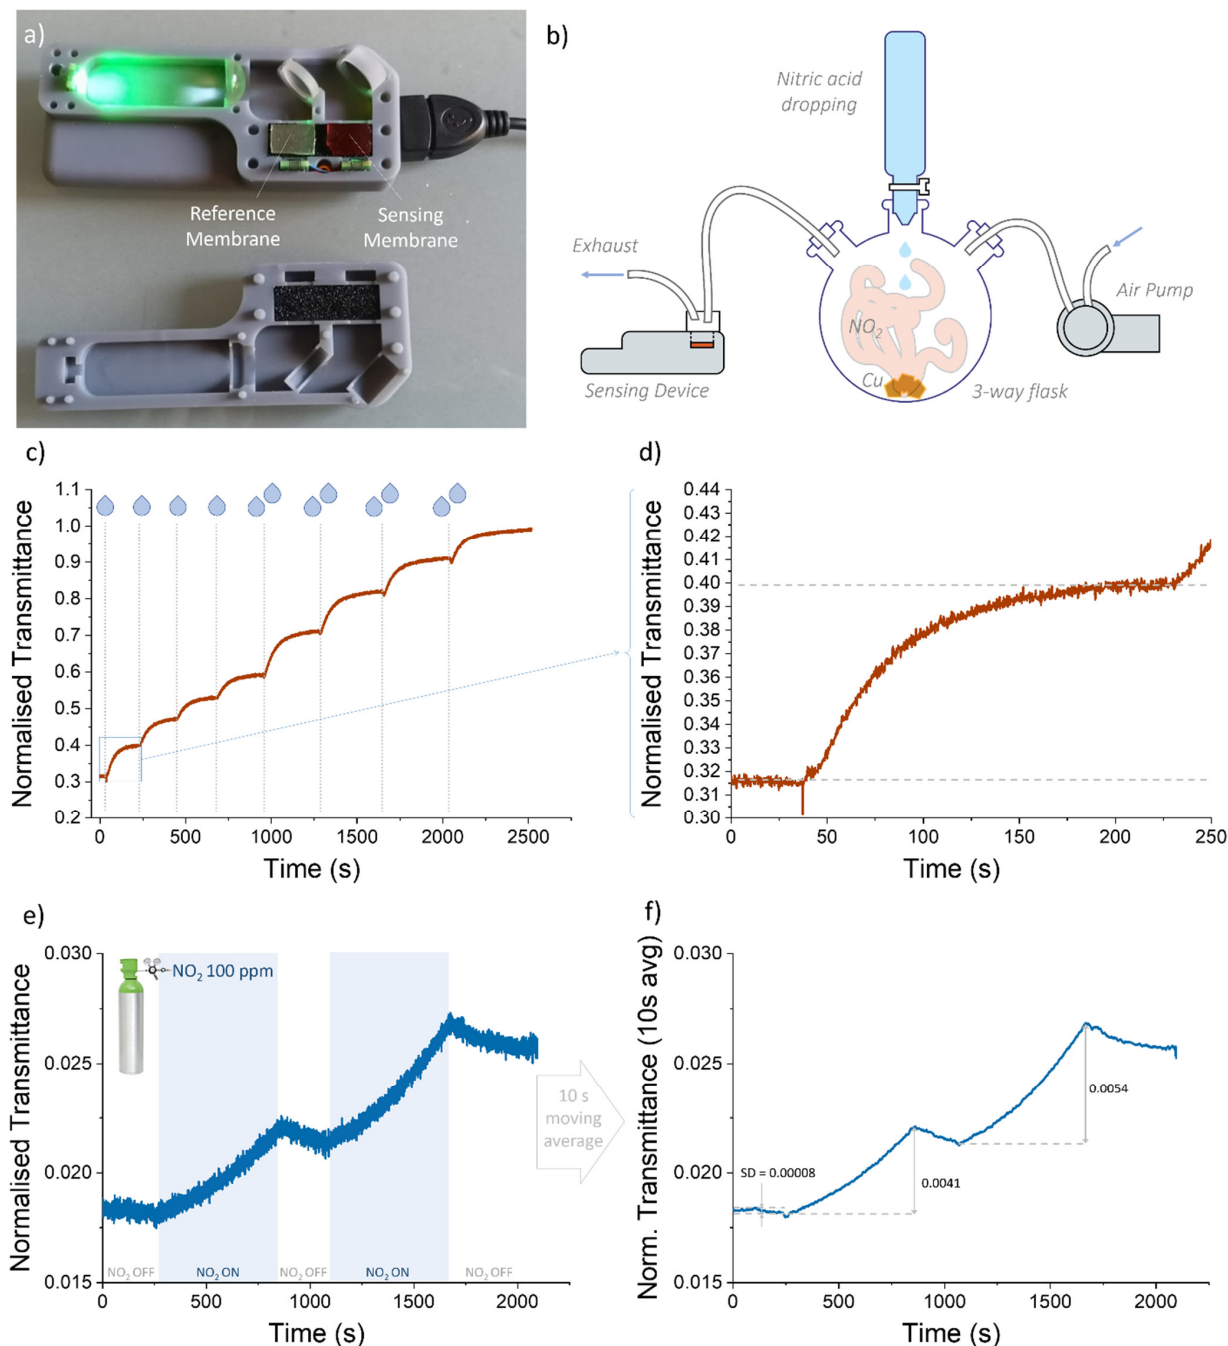 a)
Reference
Membrane
Sensing
Membrane
b)
Nitric acid
dropping
Exhaust
Air Pump
NO₂
Cu
Sensing Device
3-way flask
c)
Normalised Transmittance
1.1
1.0
0.9
0.8
0.7
0.6
0.5
0.4
0.3
0.2
0
500
1000
1500
2000
2500
Time (s)
d)
Normalised Transmittance
0.44
0.43
0.42
0.41
0.40
0.39
0.38
0.37
0.36
0.35
0.34
0.33
0.32
0.31
0.30
0
50
100
150
200
250
Time (s)
e)
Normalised Transmittance
0.030
0.025
0.020
0.015
NO₂ 100 ppm
NO₂ OFF
NO₂ ON
NO₂ OFF
NO₂ ON
NO₂ OFF
0
500
1000
1500
2000
Time (s)
10 s
moving
average
f)
Norm. Transmittance (10s avg)
0.030
0.025
0.020
0.015
SD = 0.00008
0.0041
0.0054
0
500
1000
1500
2000
Time (s)